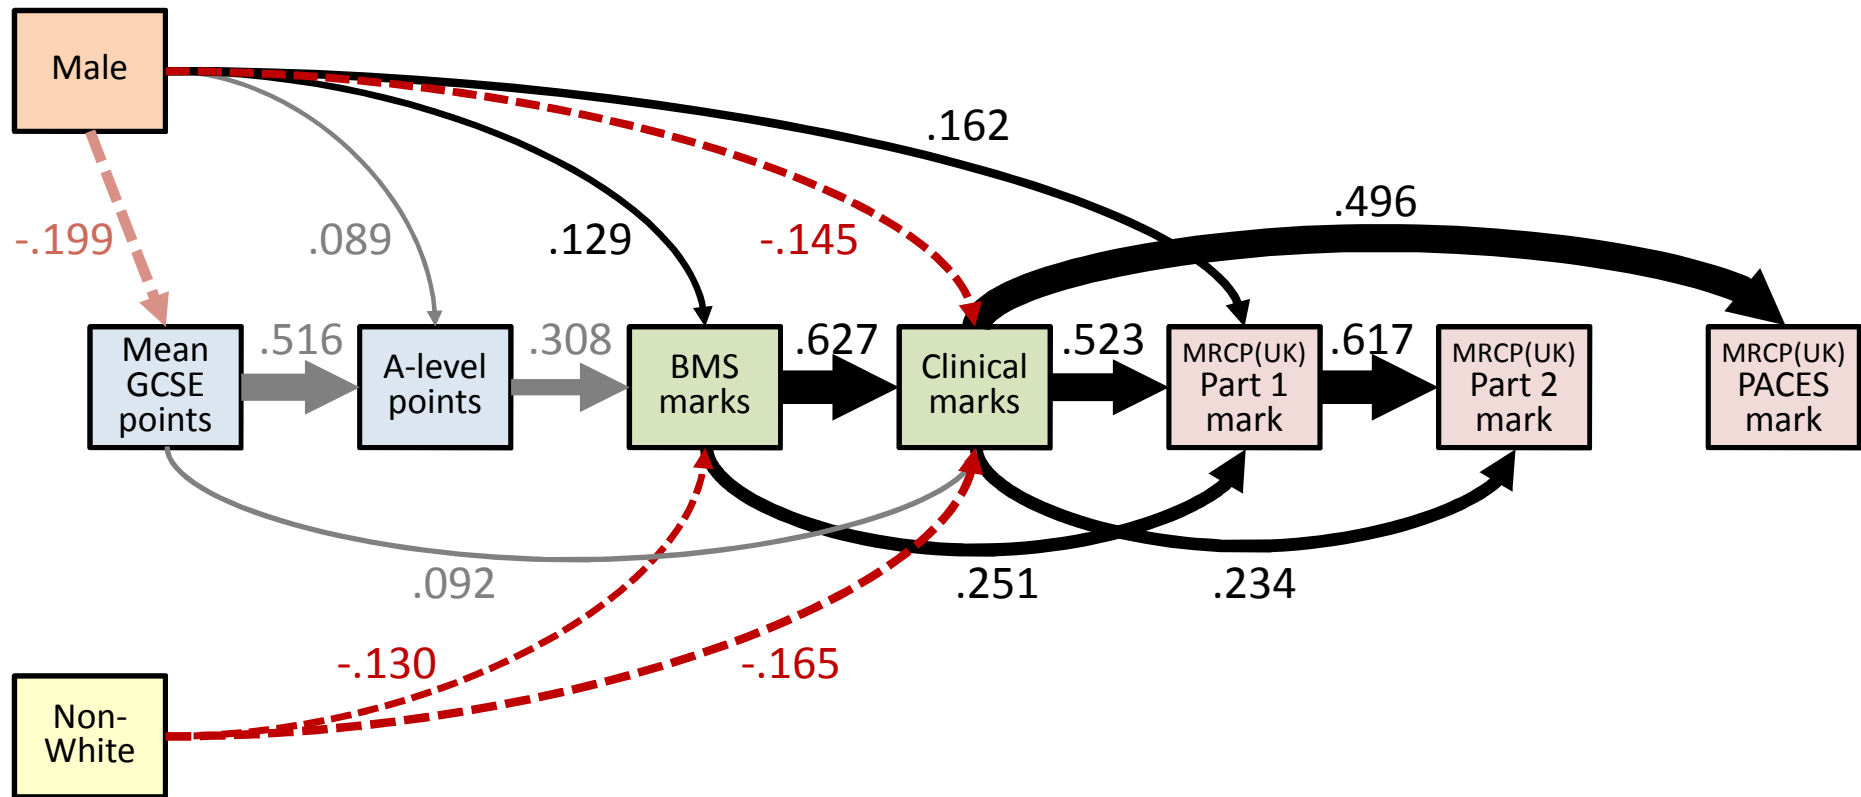 Male
.162
.496
-.199
.089
.129
-.145
.516
.308
.627
.523
.617
Mean
GCSE
points
A-level
points
BMS
marks
Clinical
marks
MRCP(UK)
Part 1
mark
MRCP(UK)
Part 2
mark
MRCP(UK)
PACES
mark
.092
.251
.234
-.130
-.165
Non-
White